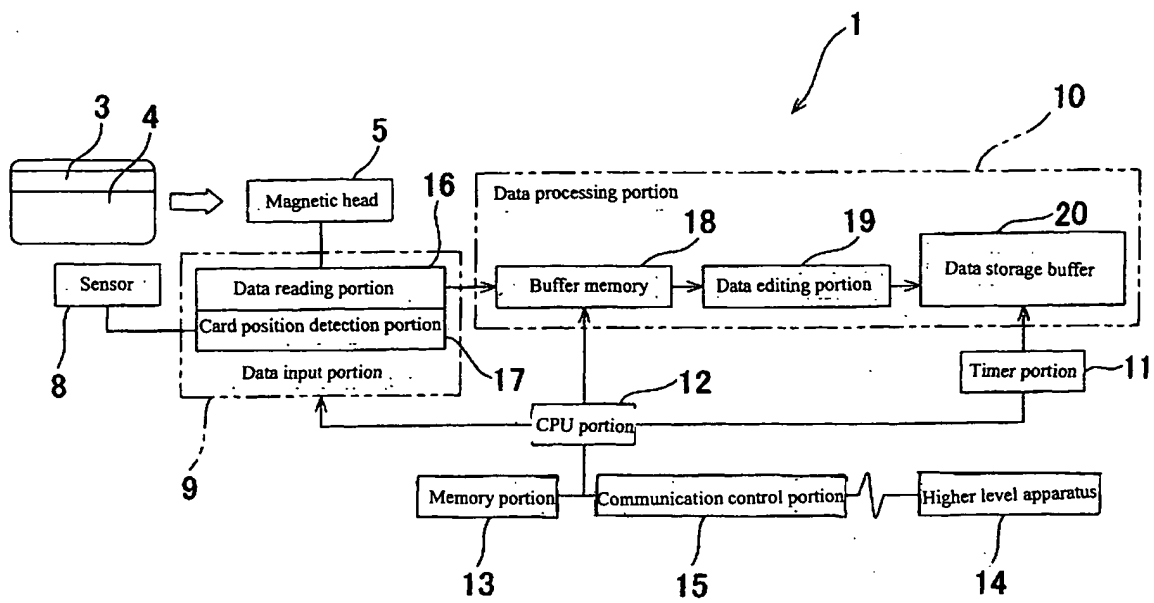 1
3
4
5
10
Magnetic head
16
Data processing portion
18
19
20
Sensor
Data reading portion
Buffer memory
Data editing portion
Data storage buffer
Card position detection portion
8
Data input portion
17
12
Timer portion
11
CPU portion
9
Memory portion
Communication control portion
Higher level apparatus
13
15
14